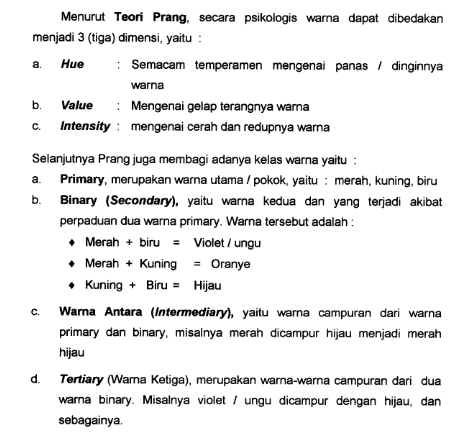 Menurut Teori Prang, secara psikologis warna dapat dibedakan
menjadi 3 (tiga) dimensi, yaitu :
a. Hue : Semacam temperamen mengenai panas / dinginnya
warna
b. Value : Mengenai gelap terangnya warna
c. Intensity : mengenai cerah dan redupnya warna
Selanjutnya Prang juga membagi adanya kelas warna yaitu :
a. Primary, merupakan warna utama / pokok, yaitu : merah, kuning, biru
b. Binary (Secondary), yaitu warna kedua dan yang terjadi akibat
perpaduan dua warna primary. Warna tersebut adalah :
♦ Merah + biru = Violet / ungu
♦ Merah + Kuning = Oranye
♦ Kuning + Biru = Hijau
c. Warna Antara (Intermediary), yaitu warna campuran dari warna
primary dan binary, misalnya merah dicampur hijau menjadi merah
hijau
d. Tertiary (Warna Ketiga), merupakan warna-warna campuran dari dua
warna binary. Misalnya violet / ungu dicampur dengan hijau, dan
sebagainya.